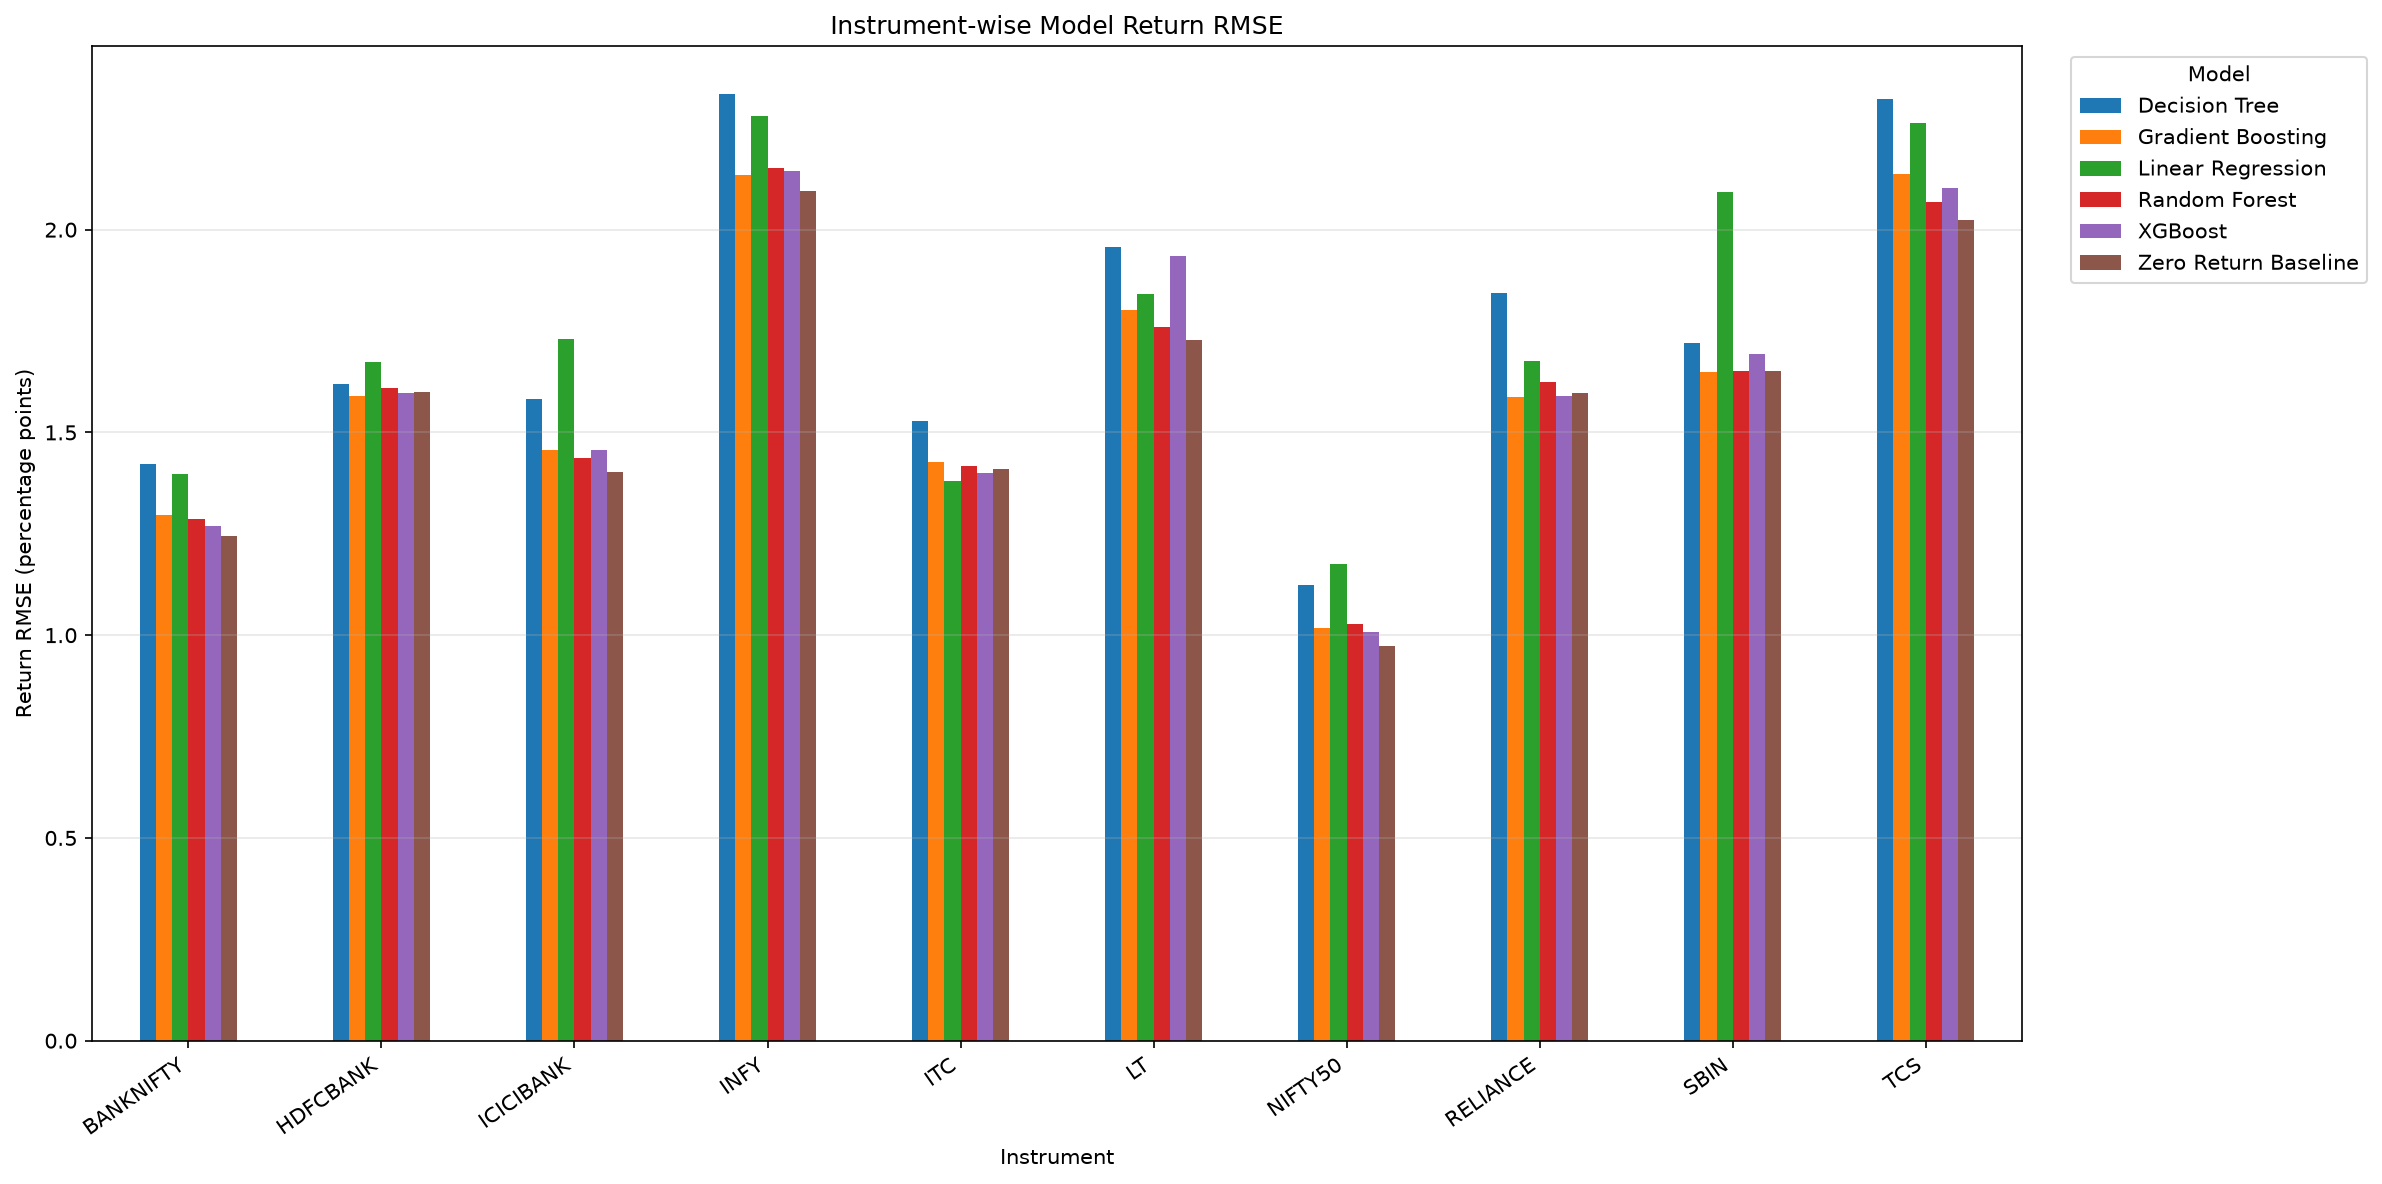 Instrument-wise Model Return RMSE
Return RMSE (percentage points)
2.0
1.5
1.0
0.5
0.0
BANKNIFTY
HDFCBANK
ICICIBANK
INFY
ITC
LT
NIFTY50
RELIANCE
SBIN
TCS
Instrument
Model
Decision Tree
Gradient Boosting
Linear Regression
Random Forest
XGBoost
Zero Return Baseline